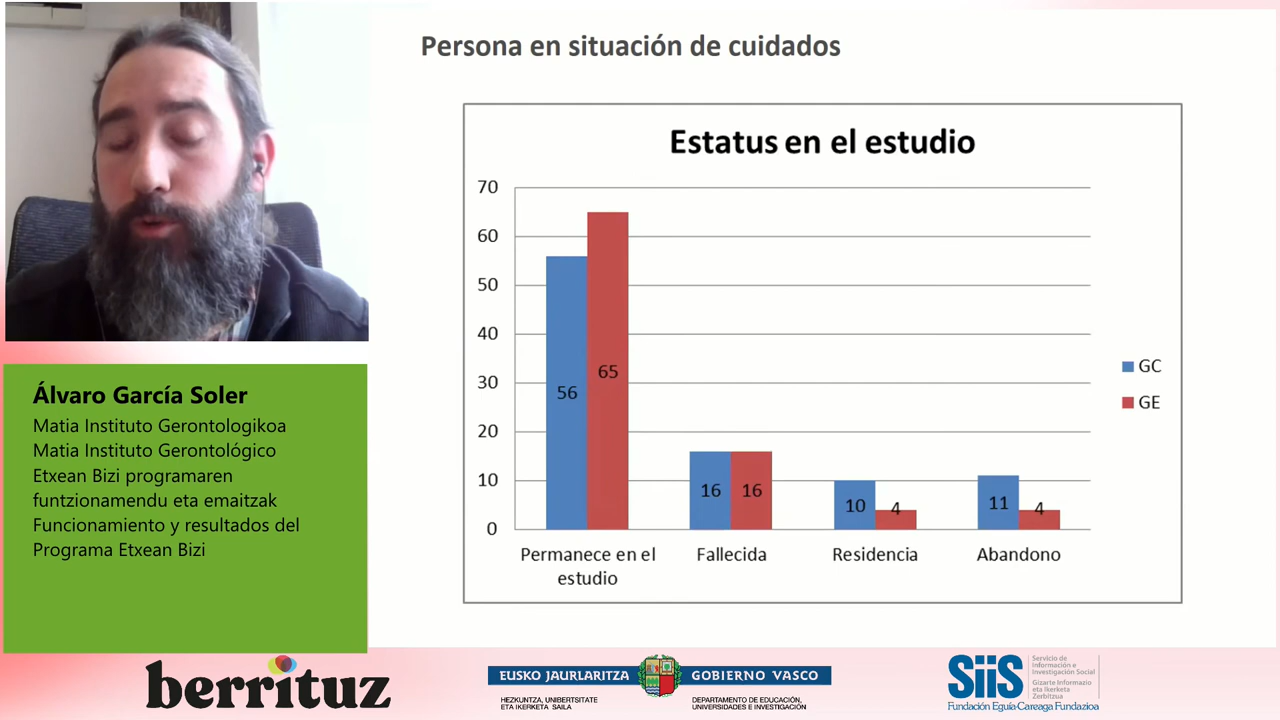 Persona en situación de cuidados
Estatus en el estudio
70
60
50
40
30
20
10
0
56
65
16
16
10
4
11
4
Permanece en el
estudio
Fallecida
Residencia
Abandono
GC
GE
Álvaro García Soler
Matia Instituto Gerontologikoa
Matia Instituto Gerontológico
Etxean Bizi programaren
funtzionamendu eta emaitzak
Funcionamiento y resultados del
Programa Etxean Bizi
berrituz
EUSKO JAURLARITZA
GOBIERNO VASCO
HEZKUNTZA, UNIBERTSITATE
ETA IKERKETA SAILA
DEPARTAMENTO DE EDUCACIÓN,
UNIVERSIDADES E INVESTIGACIÓN
SiiS
Servicio de
Información e
Investigación Social
Gizarte Informazio
eta Ikerketa
Zerbitzua
Fundación Eguía-Careaga Fundazioa